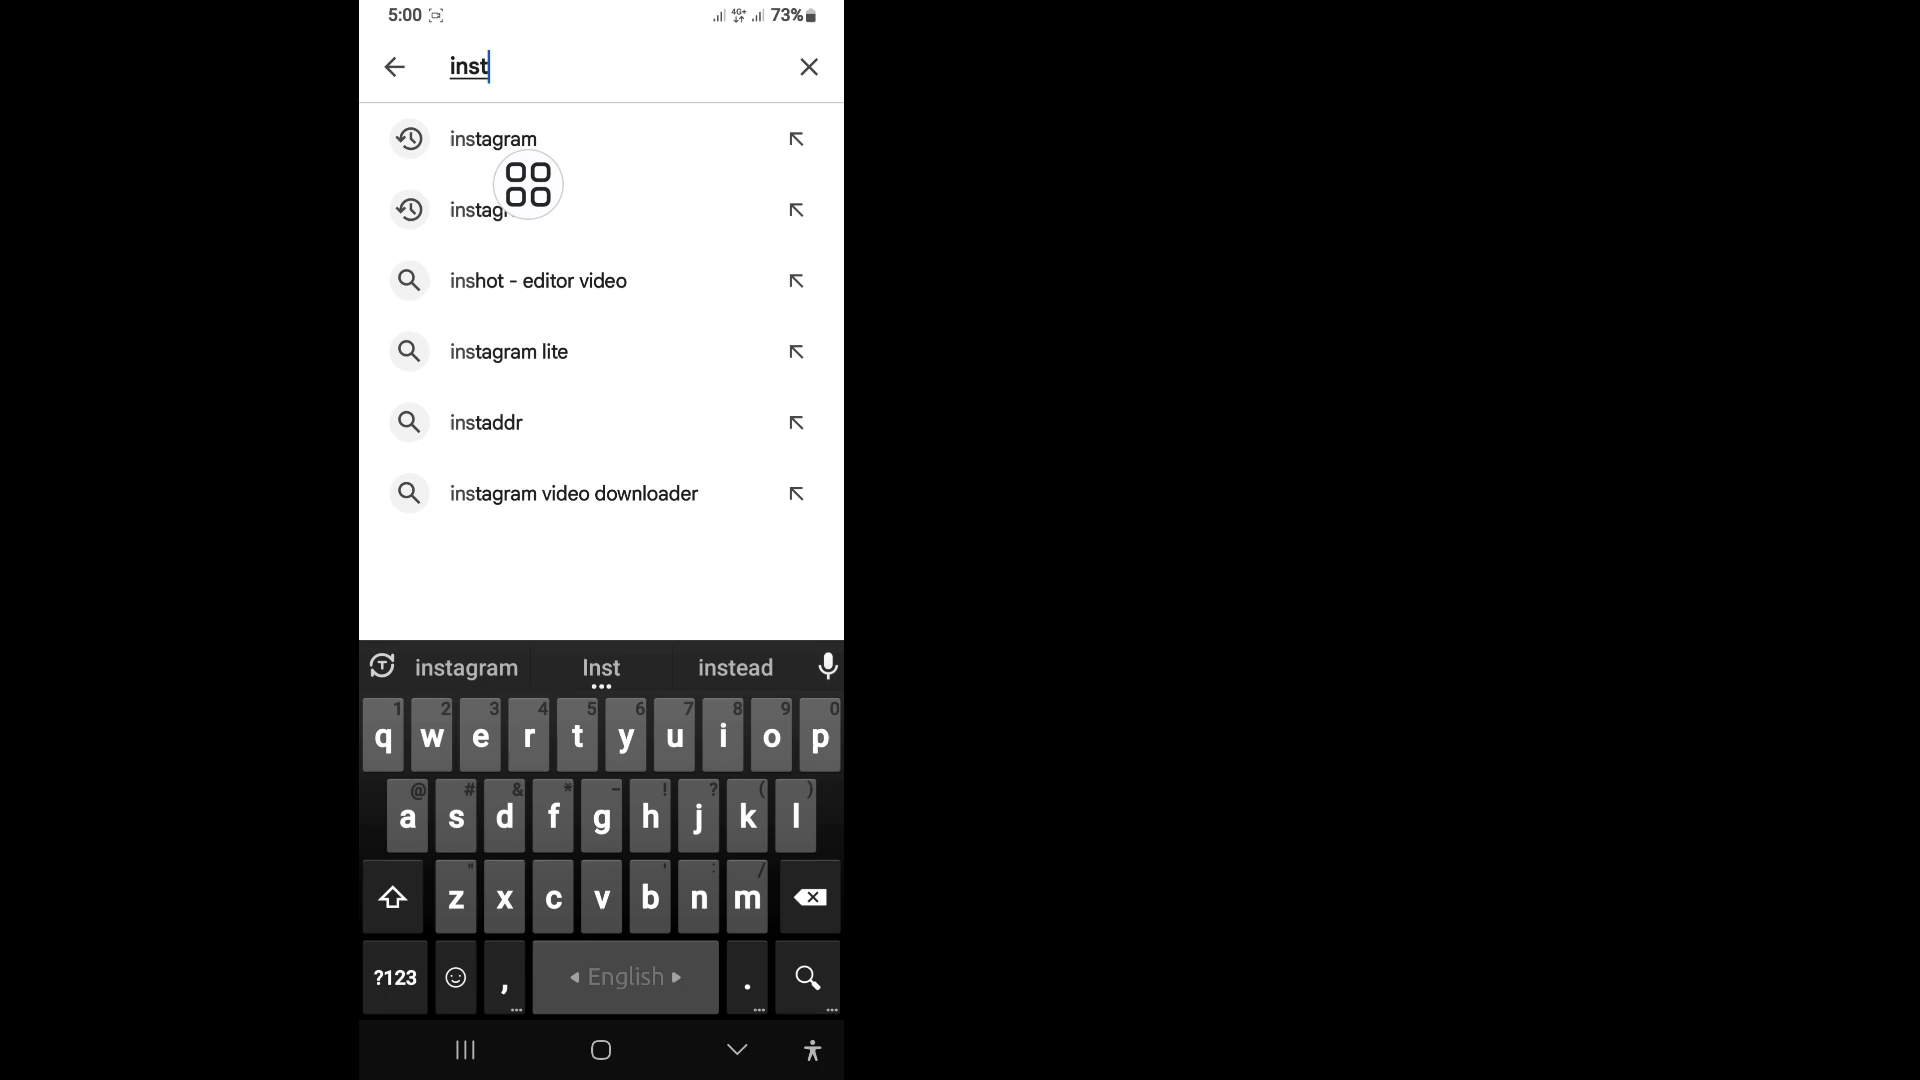 5:00 4G+ 73%
inst
instagram
inshot - editor video
instagram lite
instaddr
instagram video downloader
instagram Inst instead
1 2 3 4 5 6 7 8 9 0
q w e r t y u i o p
@ # & * - ! ? ( )
a s d f g h j k l
" ' : /
z x c v b n m
?123 , English .